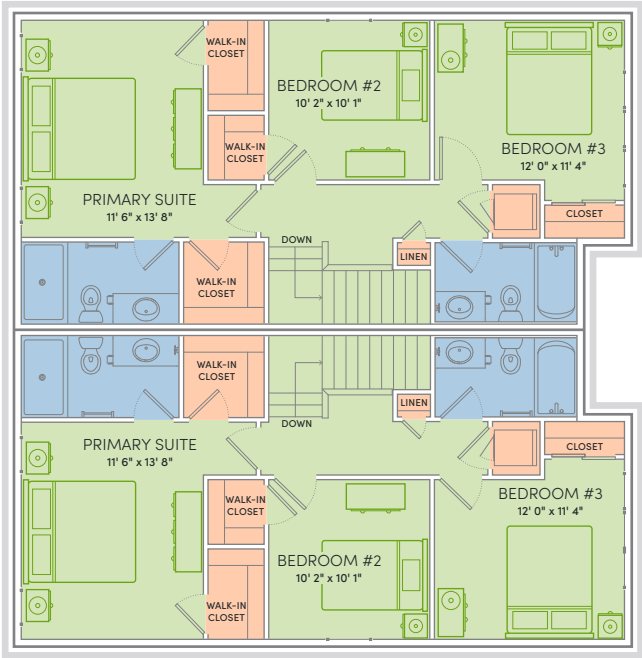 WALK-IN
CLOSET
BEDROOM #2
10' 2" x 10' 1"
WALK-IN
CLOSET
BEDROOM #3
12' 0" x 11' 4"
PRIMARY SUITE
11' 6" x 13' 8"
CLOSET
DOWN
LINEN
WALK-IN
CLOSET
WALK-IN
CLOSET
LINEN
DOWN
PRIMARY SUITE
11' 6" x 13' 8"
CLOSET
WALK-IN
CLOSET
BEDROOM #3
12' 0" x 11' 4"
BEDROOM #2
10' 2" x 10' 1"
WALK-IN
CLOSET